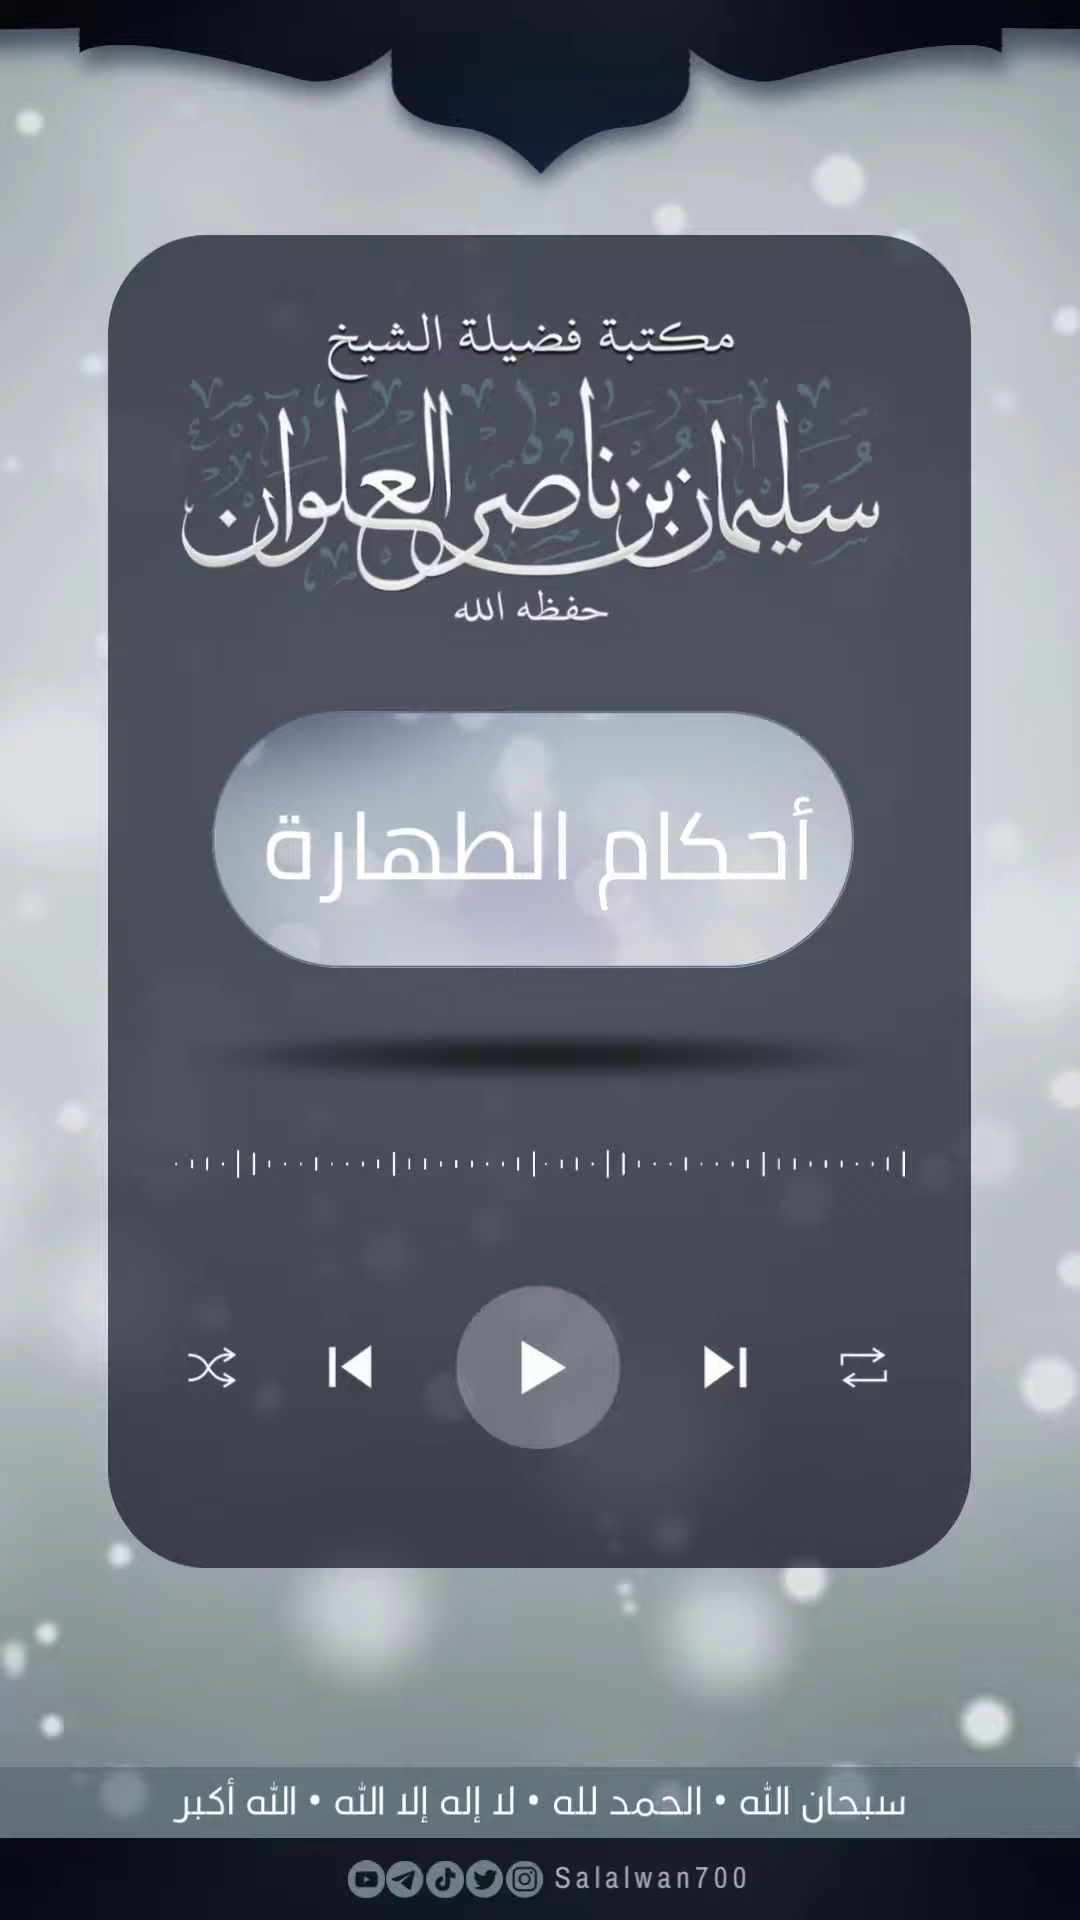 مكتبة فضيلة الشيخ
سليمان بن ناصر العلوان
حفظه الله
أحكام الطهارة
سبحان الله • الحمد لله • لا إله إلا الله • الله أكبر
Salalwan700